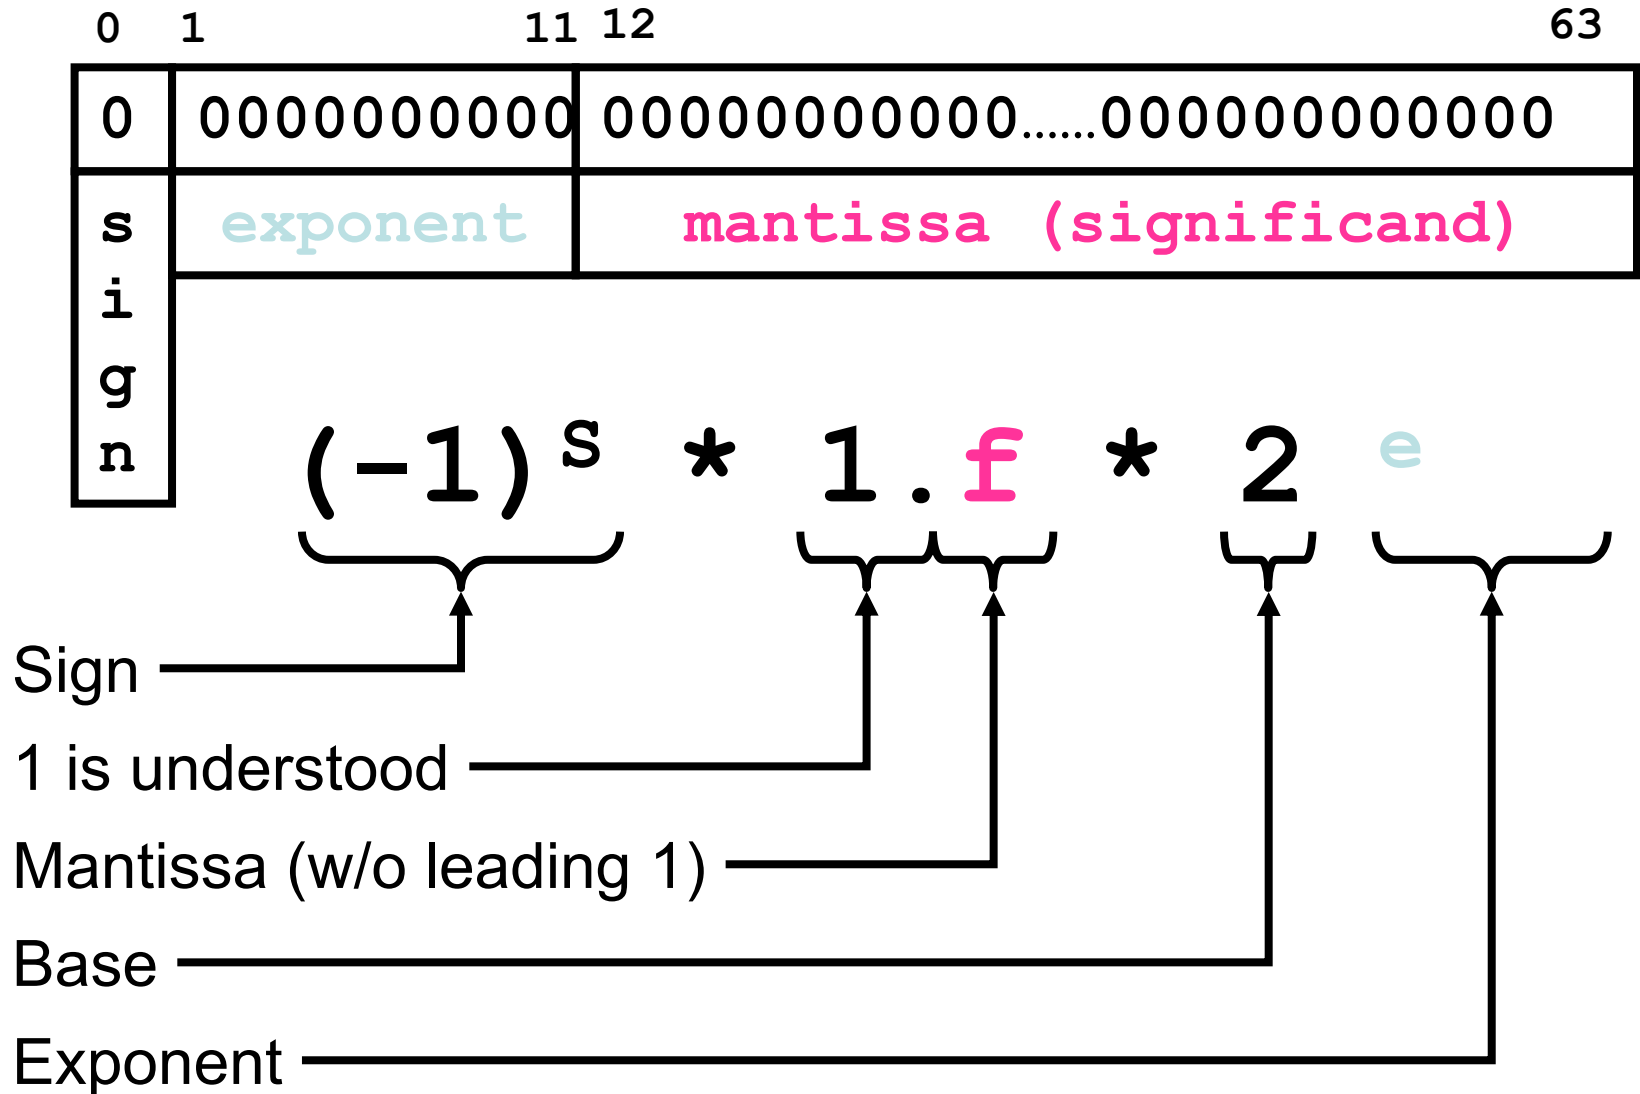 0 1 11 12 63
0 0000000000 00000000000......000000000000
sign exponent mantissa (significand)
(-1)S * 1.f * 2 e
Sign
1 is understood
Mantissa (w/o leading 1)
Base
Exponent